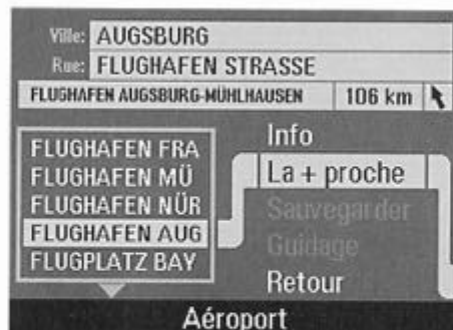 Ville: AUGSBURG
Rue: FLUGHAFEN STRASSE
FLUGHAFEN AUGSBURG-MÜHLHAUSEN 106 km
FLUGHAFEN FRA
FLUGHAFEN MÜ
FLUGHAFEN NÜR
FLUGHAFEN AUG
FLUGPLATZ BAY
Info
La + proche
Sauvegarder
Guidage
Retour
Aéroport